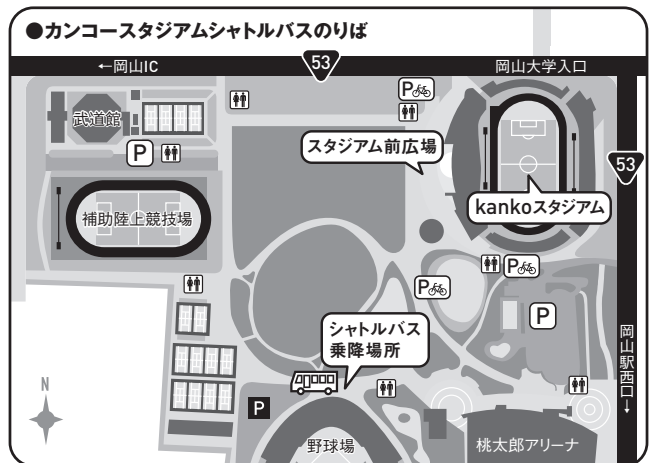 ●カンコースタジアムシャトルバスのりば
←岡山IC
53
岡山大学入口
武道館
P
P
スタジアム前広場
53
kankoスタジアム
補助陸上競技場
P
P
P
シャトルバス
乗降場所
岡山駅西口→
N
P
野球場
桃太郎アリーナ